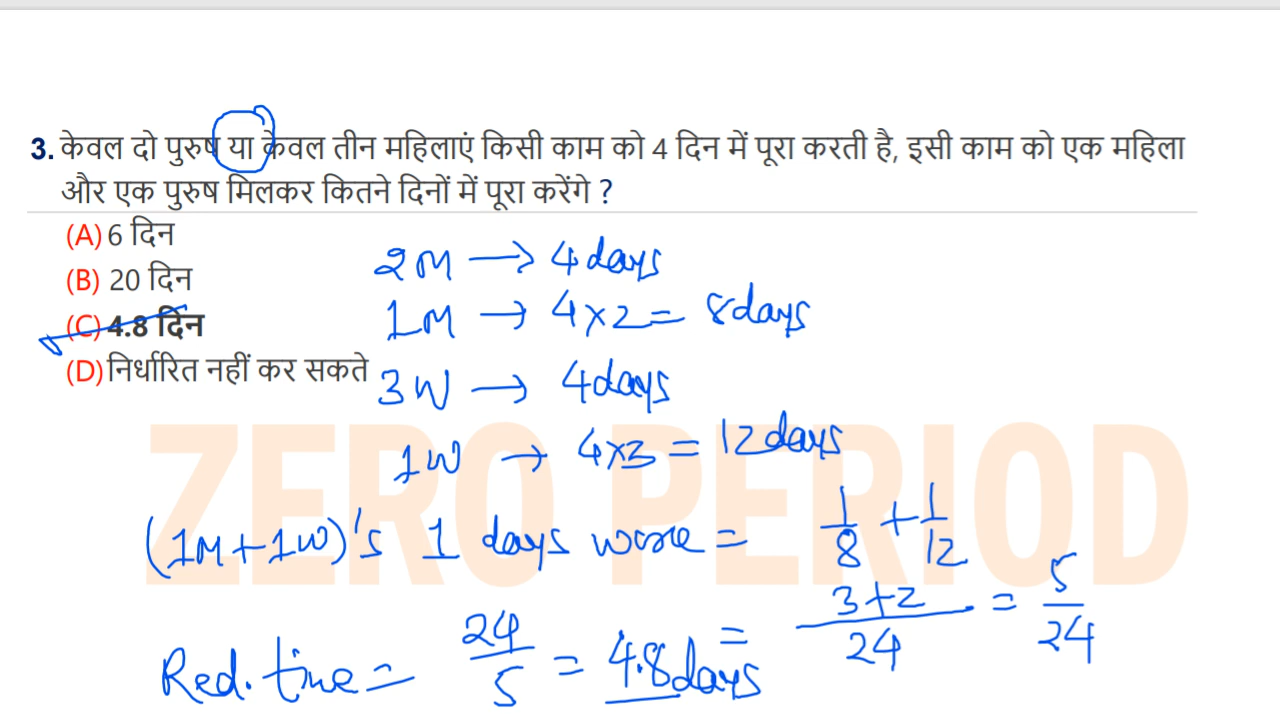 3. केवल दो पुरुष या केवल तीन महिलाएं किसी काम को 4 दिन में पूरा करती है, इसी काम को एक महिला
और एक पुरुष मिलकर कितने दिनों में पूरा करेंगे ?
(A) 6 दिन
(B) 20 दिन
(C) 4.8 दिन
(D) निर्धारित नहीं कर सकते
2M → 4 days
1M → 4×2 = 8 days
3W → 4 days
1W → 4×3 = 12 days
ZERO PERIOD
(1M+1W)'s 1 days work = 1/8 + 1/12
= 3+2/24 = 5/24
Red. time = 24/5 = 4.8 days